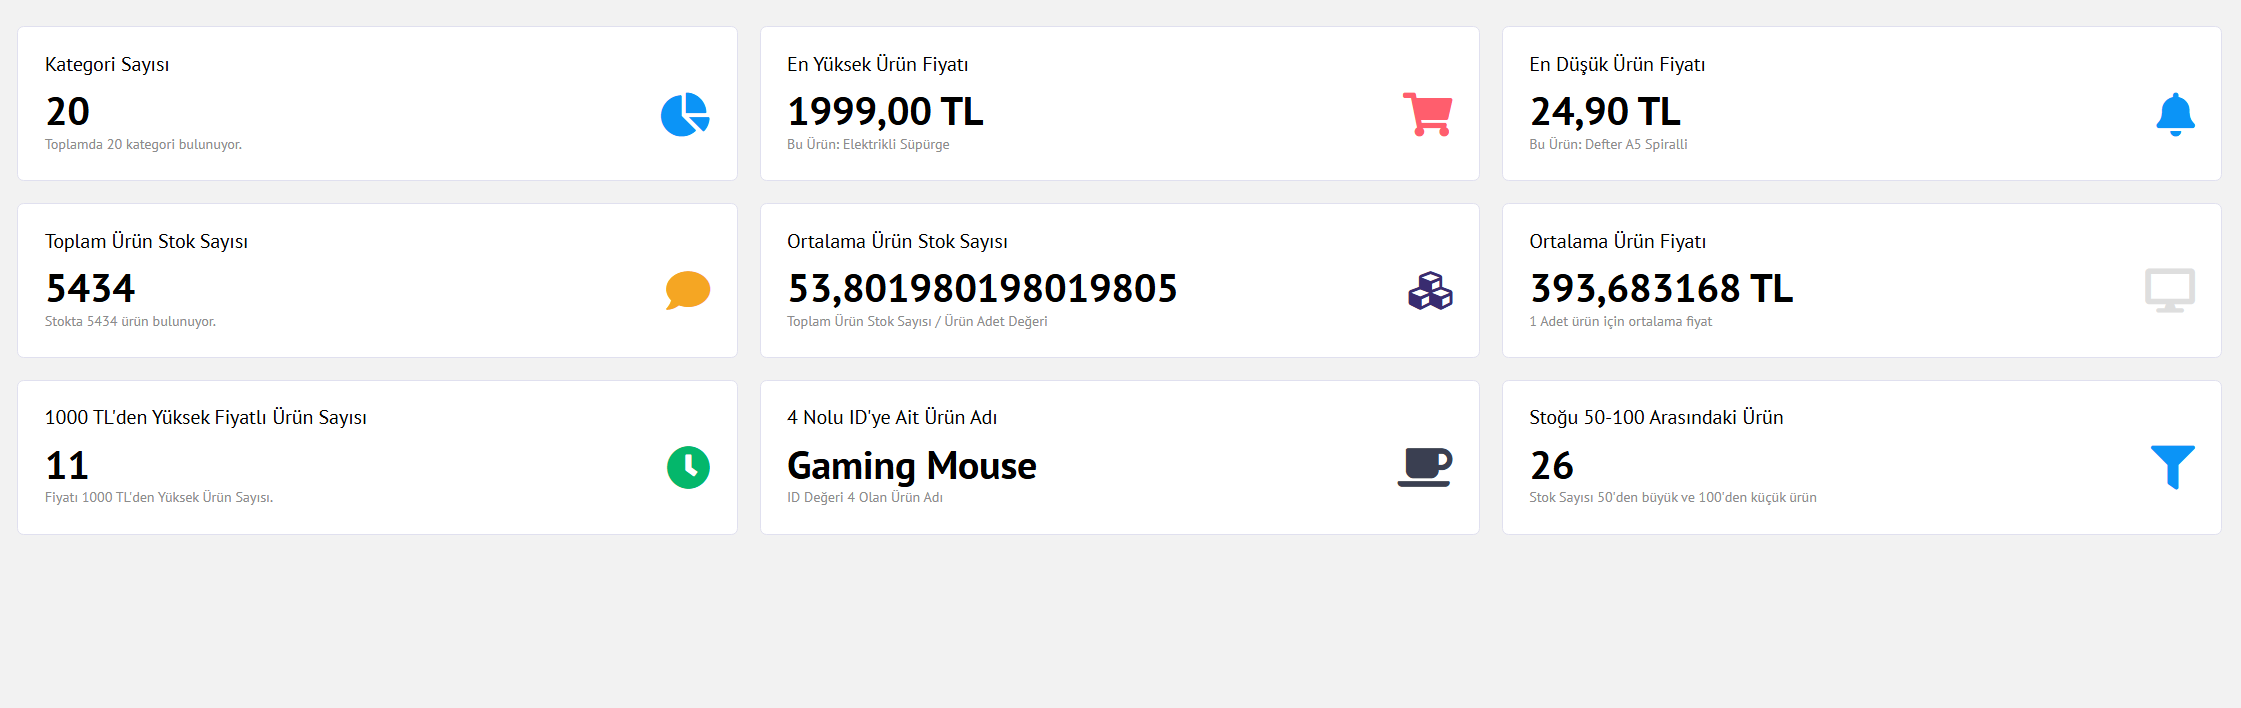 Kategori Sayısı
20
Toplamda 20 kategori bulunuyor.
En Yüksek Ürün Fiyatı
1999,00 TL
Bu Ürün: Elektrikli Süpürge
En Düşük Ürün Fiyatı
24,90 TL
Bu Ürün: Defter A5 Spiralli
Toplam Ürün Stok Sayısı
5434
Stokta 5434 ürün bulunuyor.
Ortalama Ürün Stok Sayısı
53,801980198019805
Toplam Ürün Stok Sayısı / Ürün Adet Değeri
Ortalama Ürün Fiyatı
393,683168 TL
1 Adet ürün için ortalama fiyat
1000 TL'den Yüksek Fiyatlı Ürün Sayısı
11
Fiyatı 1000 TL'den Yüksek Ürün Sayısı.
4 Nolu ID'ye Ait Ürün Adı
Gaming Mouse
ID Değeri 4 Olan Ürün Adı
Stoğu 50-100 Arasındaki Ürün
26
Stok Sayısı 50'den büyük ve 100'den küçük ürün